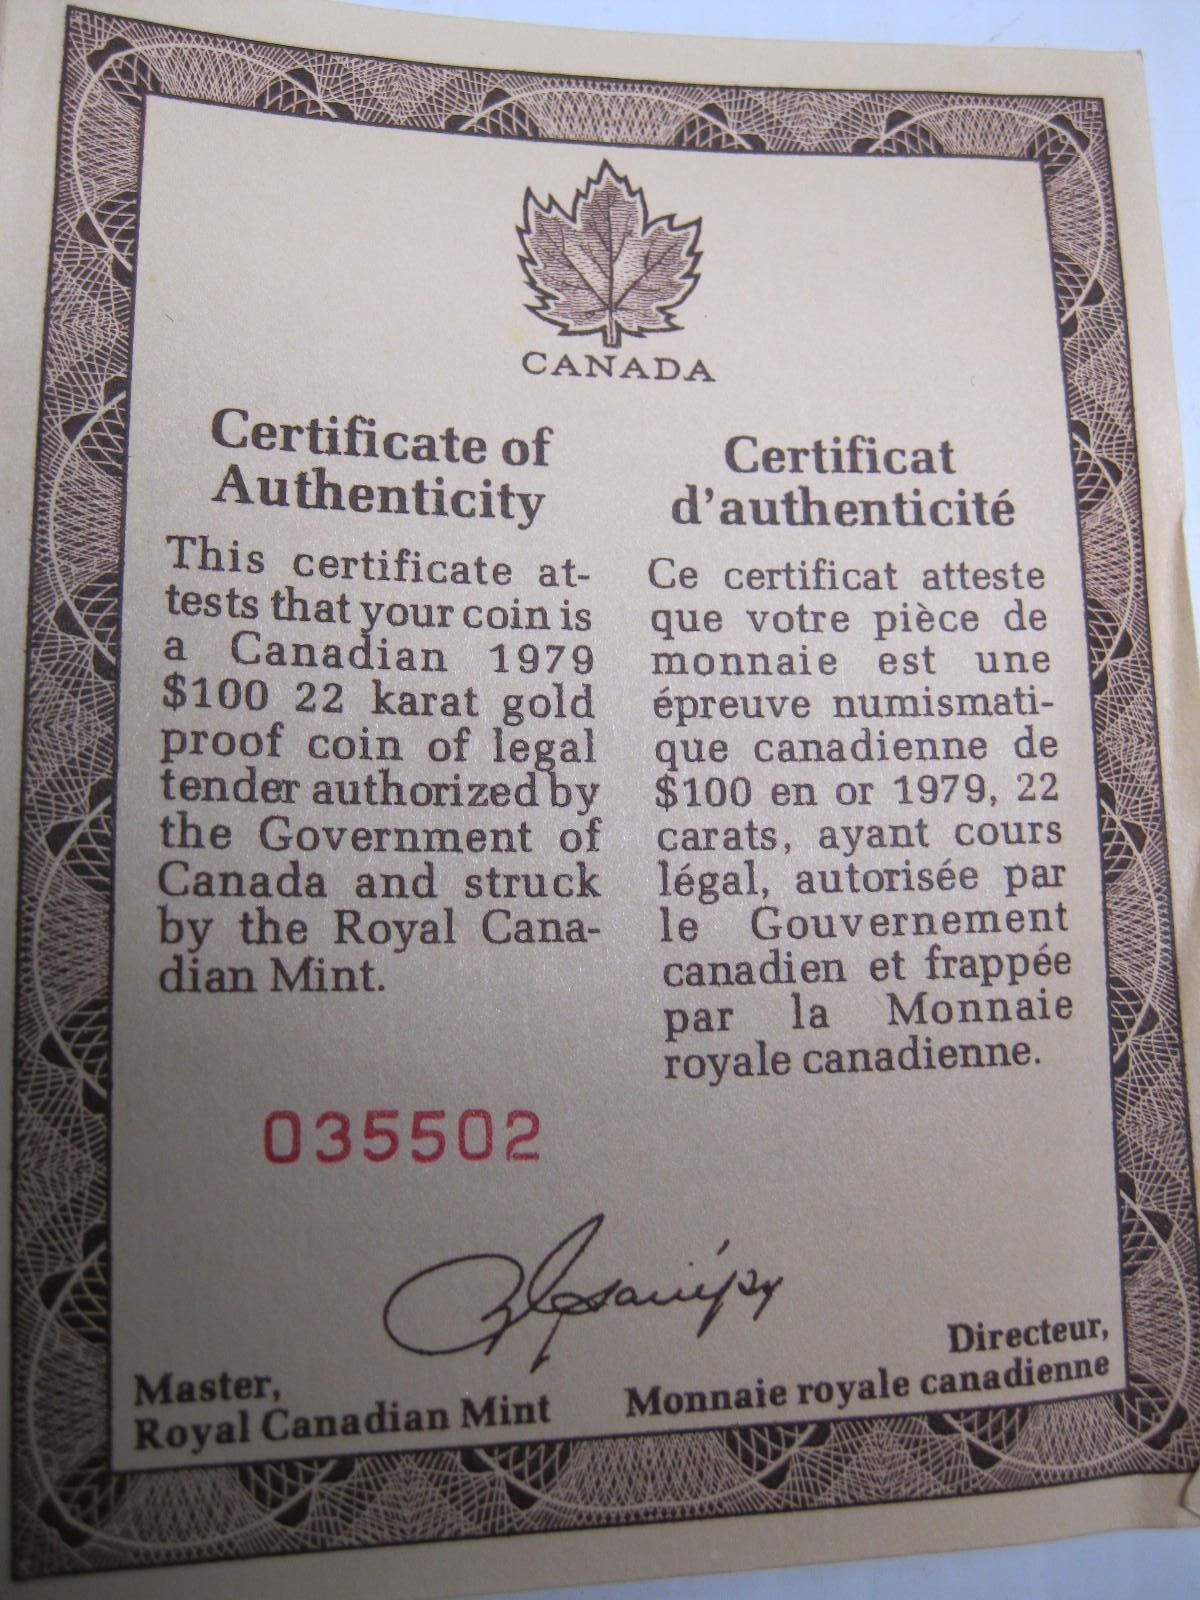 CANADA
Certificate of
Authenticity
This certificate at-
tests that your coin is
a Canadian 1979
$100 22 karat gold
proof coin of legal
tender authorized by
the Government of
Canada and struck
by the Royal Cana-
dian Mint.
Certificat
d'authenticité
Ce certificat atteste
que votre pièce de
monnaie est une
épreuve numismati-
que canadienne de
$100 en or 1979, 22
carats, ayant cours
légal, autorisée par
le Gouvernement
canadien et frappée
par la Monnaie
royale canadienne.
035502
Master,
Royal Canadian Mint
Directeur,
Monnaie royale canadienne